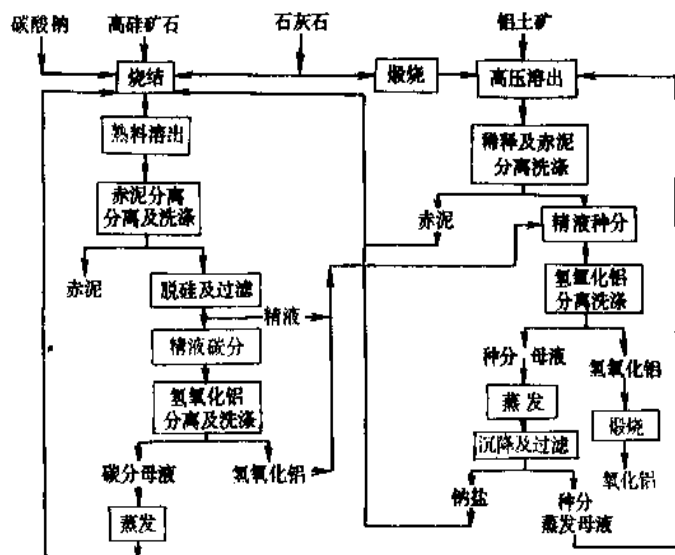 碳酸钠
高硅矿石
石灰石
铝土矿
烧结
煅烧
高压溶出
熟料溶出
稀释及赤泥
分离洗涤
赤泥分离
分离及洗涤
赤泥
精液种分
赤泥
脱硅及过滤
氢氧化铝
分离洗涤
精液
精液碳分
种分 母液
氢氧化铝
氢氧化铝
分离及洗涤
蒸发
煅烧
沉降及过滤
碳分母液
氢氧化铝
氧化铝
钠盐
种分
蒸发母液
蒸发